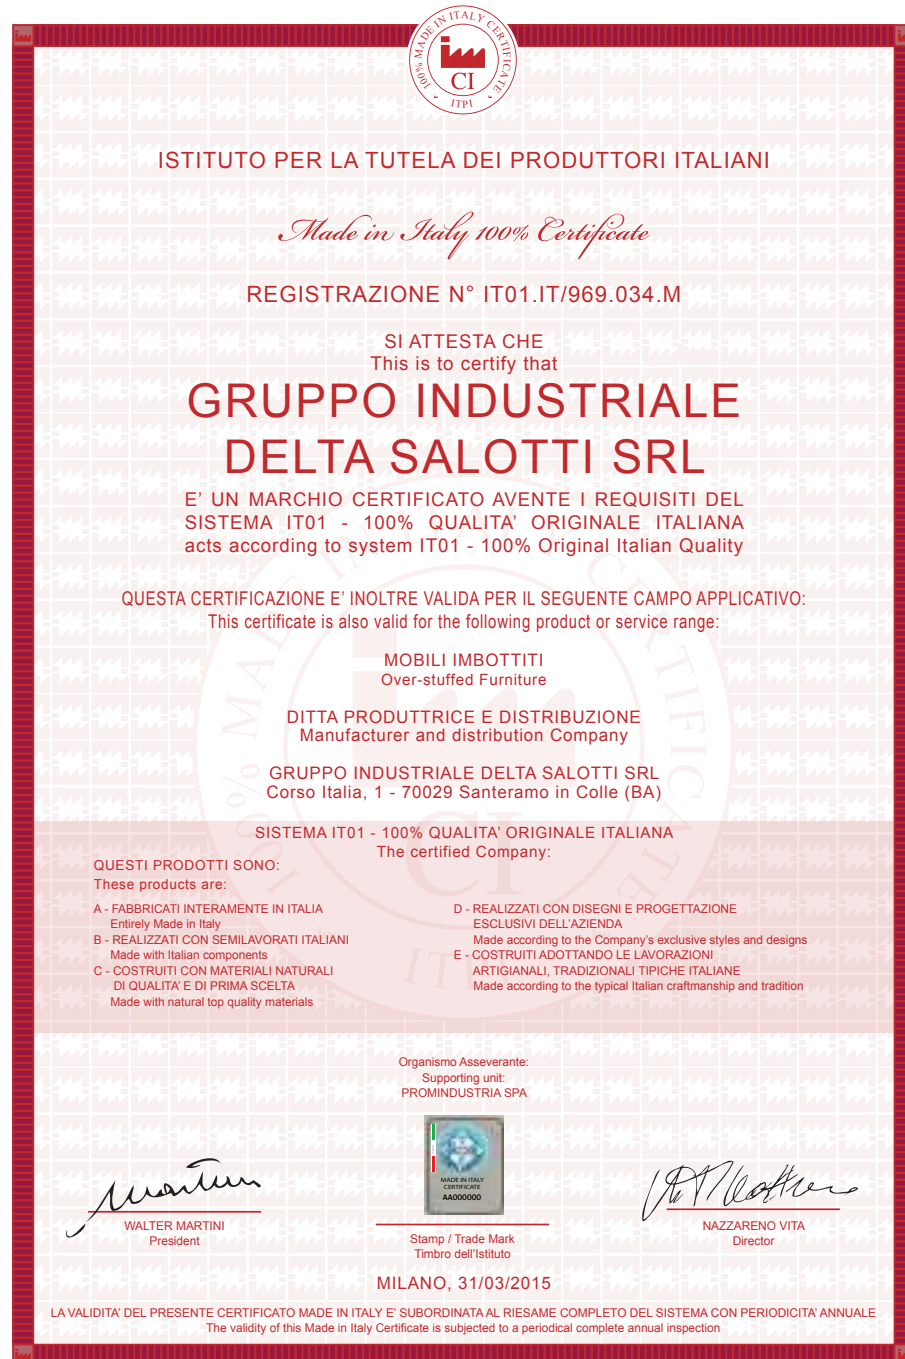 100% MADE IN ITALY CERTIFICATE
CI
ITPI
ISTITUTO PER LA TUTELA DEI PRODUTTORI ITALIANI
Made in Italy 100% Certificate
REGISTRAZIONE N° IT01.IT/969.034.M
SI ATTESTA CHE
This is to certify that
GRUPPO INDUSTRIALE
DELTA SALOTTI SRL
E' UN MARCHIO CERTIFICATO AVENTE I REQUISITI DEL
SISTEMA IT01 - 100% QUALITA' ORIGINALE ITALIANA
acts according to system IT01 - 100% Original Italian Quality
QUESTA CERTIFICAZIONE E' INOLTRE VALIDA PER IL SEGUENTE CAMPO APPLICATIVO:
This certificate is also valid for the following product or service range:
MOBILI IMBOTTITI
Over-stuffed Furniture
DITTA PRODUTTRICE E DISTRIBUZIONE
Manufacturer and distribution Company
GRUPPO INDUSTRIALE DELTA SALOTTI SRL
Corso Italia, 1 - 70029 Santeramo in Colle (BA)
SISTEMA IT01 - 100% QUALITA' ORIGINALE ITALIANA
The certified Company:
QUESTI PRODOTTI SONO:
These products are:
A - FABBRICATI INTERAMENTE IN ITALIA
Entirely Made in Italy
B - REALIZZATI CON SEMILAVORATI ITALIANI
Made with Italian components
C - COSTRUITI CON MATERIALI NATURALI
DI QUALITA' E DI PRIMA SCELTA
Made with natural top quality materials
D - REALIZZATI CON DISEGNI E PROGETTAZIONE
ESCLUSIVI DELL'AZIENDA
Made according to the Company's exclusive styles and designs
E - COSTRUITI ADOTTANDO LE LAVORAZIONI
ARTIGIANALI, TRADIZIONALI TIPICHE ITALIANE
Made according to the typical Italian craftmanship and tradition
Organismo Asseverante:
Supporting unit:
PROMINDUSTRIA SPA
MADE IN ITALY
CERTIFICATE
AA000000
WALTER MARTINI
President
Stamp / Trade Mark
Timbro dell'Istituto
NAZZARENO VITA
Director
MILANO, 31/03/2015
LA VALIDITA' DEL PRESENTE CERTIFICATO MADE IN ITALY E' SUBORDINATA AL RIESAME COMPLETO DEL SISTEMA CON PERIODICITA' ANNUALE
The validity of this Made in Italy Certificate is subjected to a periodical complete annual inspection